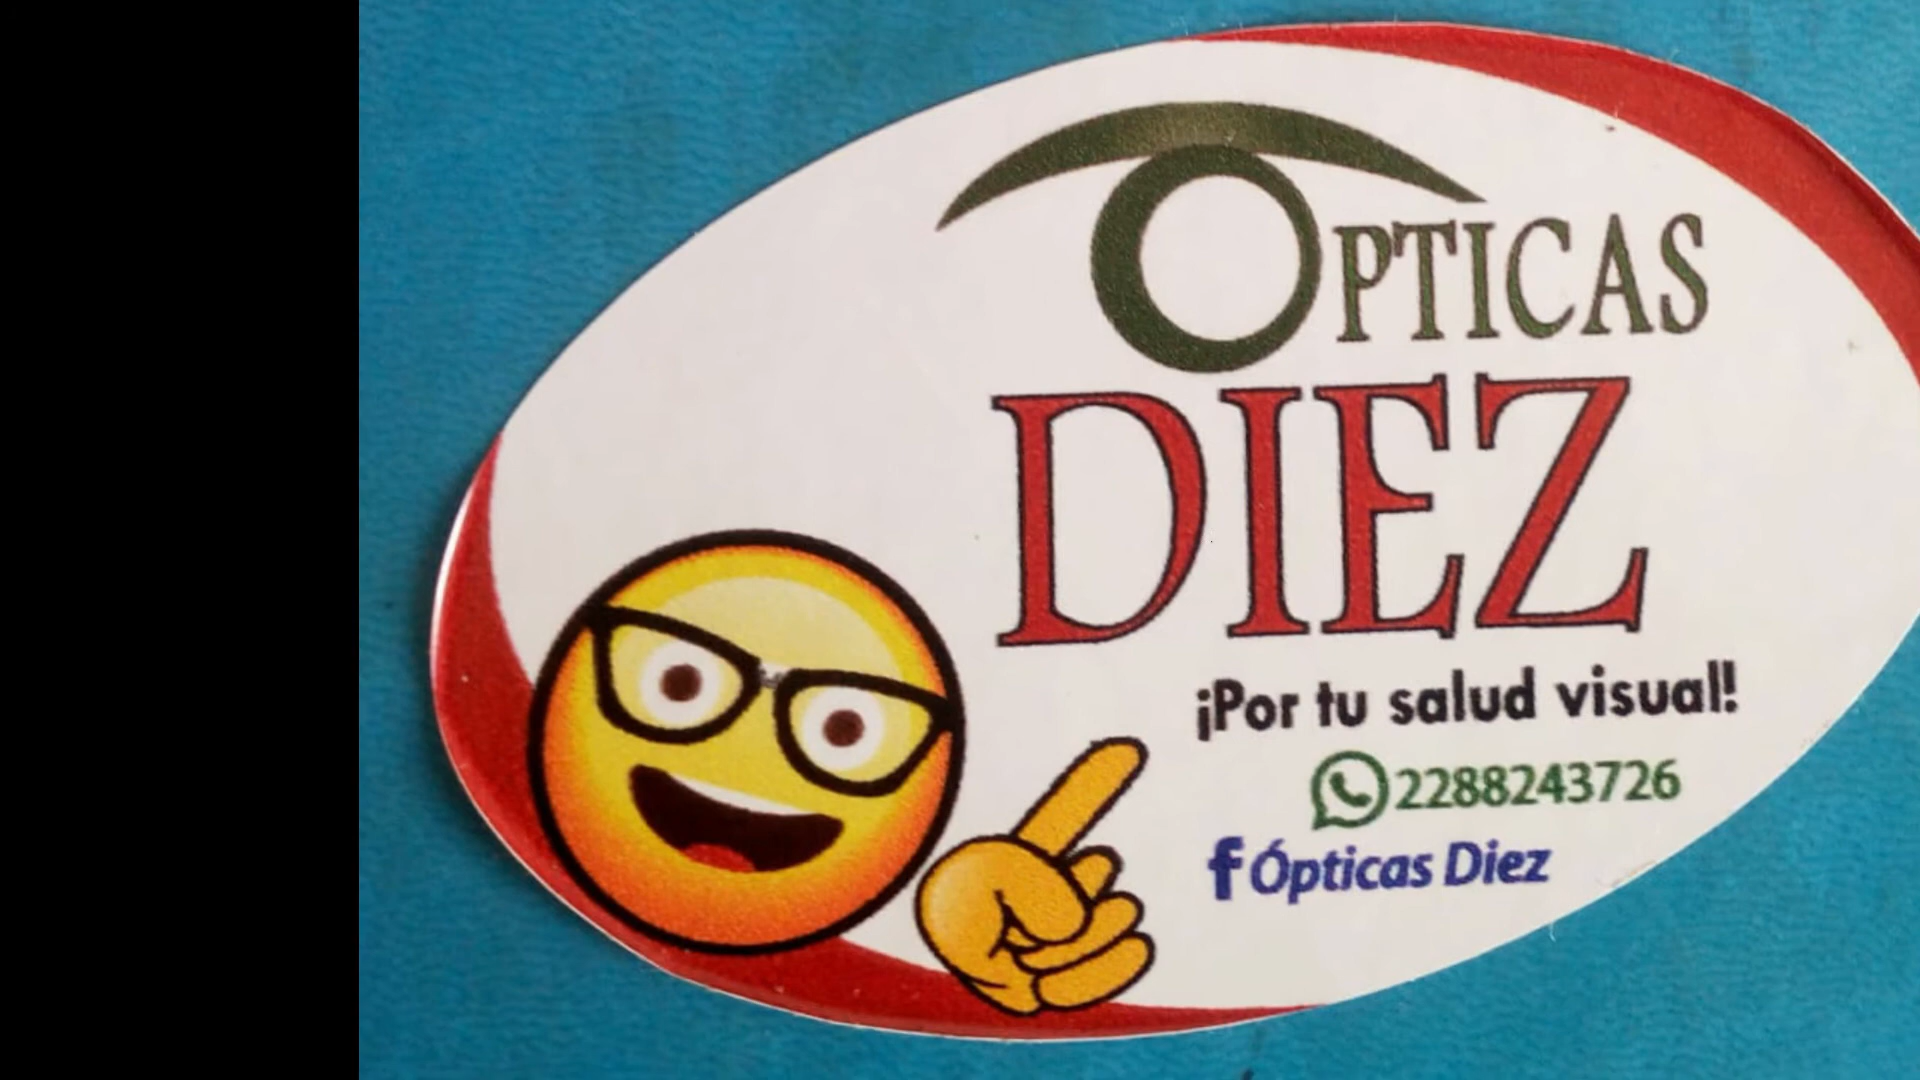 OPTICAS
DIEZ
¡Por tu salud visual!
2288243726
f Ópticas Diez